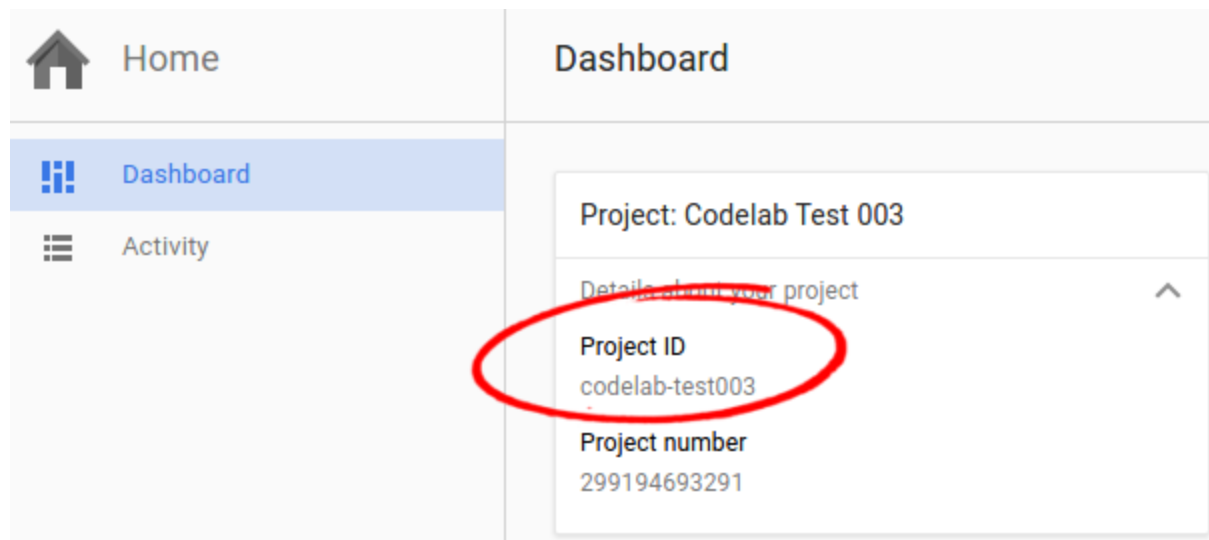 Home
Dashboard
Dashboard
Activity
Project: Codelab Test 003
Details about your project
Project ID
codelab-test003
Project number
299194693291